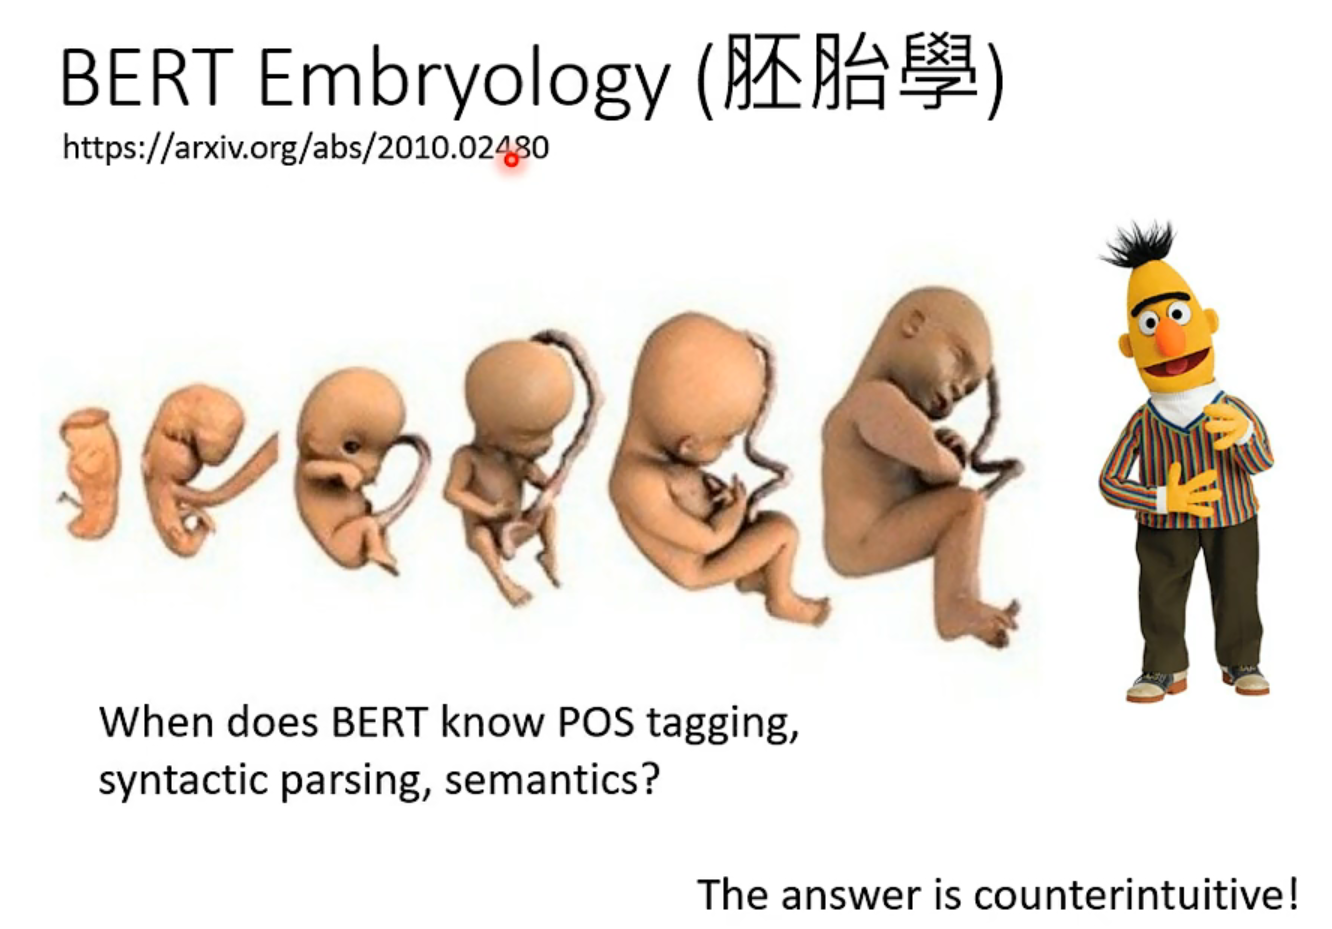 BERT Embryology (胚胎學)
https://arxiv.org/abs/2010.02480
When does BERT know POS tagging,
syntactic parsing, semantics?
The answer is counterintuitive!